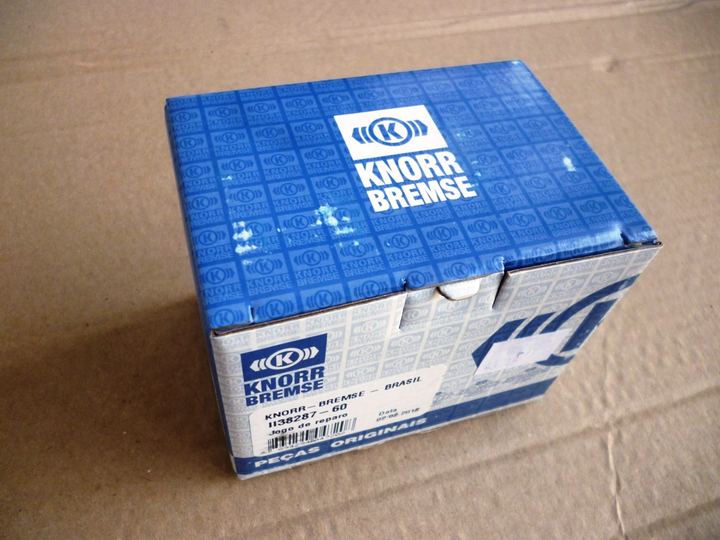 K
KNORR
BREMSE
K
KNORR
BREMSE
KNORR-BREMSE - BRASIL
II38287-60
Jogo de reparo
Data
PEÇAS ORIGINAIS